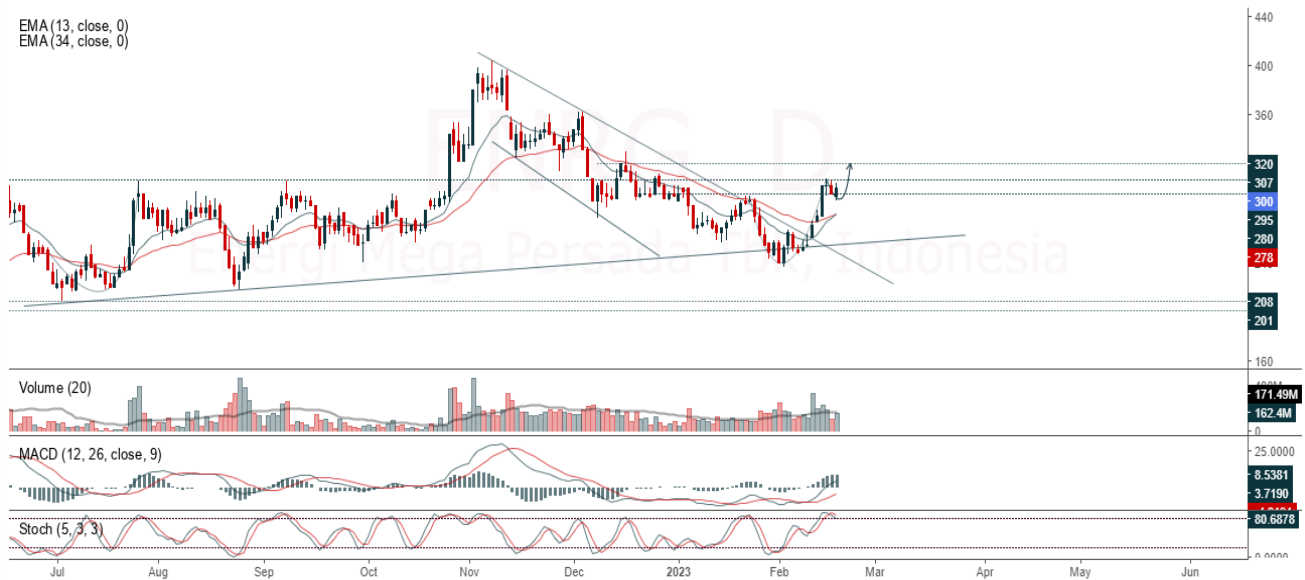 EMA (13, close, 0)
EMA (34, close, 0)
ENRG, D
Energi Mega Persada Indonesia
440
400
360
320
307
300
295
280
278
208
201
160
Volume (20)
171.49M
162.4M
0
MACD (12, 26, close, 9)
25.0000
8.5381
3.7190
Stoch (5, 3, 3)
80.6878
0.0000
Jul Aug Sep Oct Nov Dec 2023 Feb Mar Apr May Jun